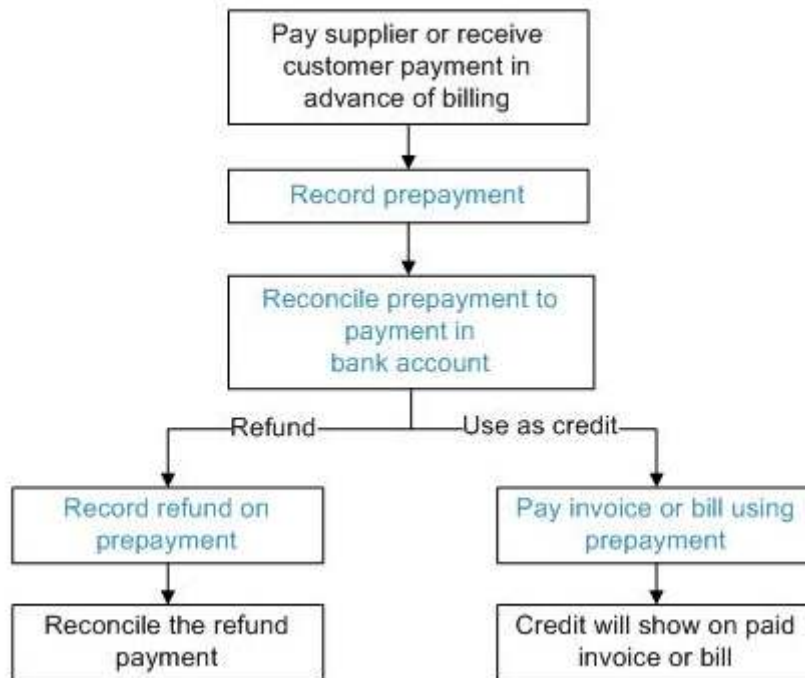 Pay supplier or receive
customer payment in
advance of billing
Record prepayment
Reconcile prepayment to
payment in
bank account
Refund
Use as credit
Record refund on
prepayment
Pay invoice or bill using
prepayment
Reconcile the refund
payment
Credit will show on paid
invoice or bill